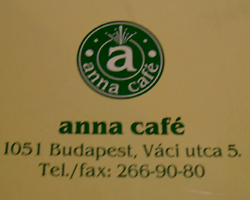 a
anna café
anna café
1051 Budapest, Váci utca 5.
Tel./fax: 266-90-80